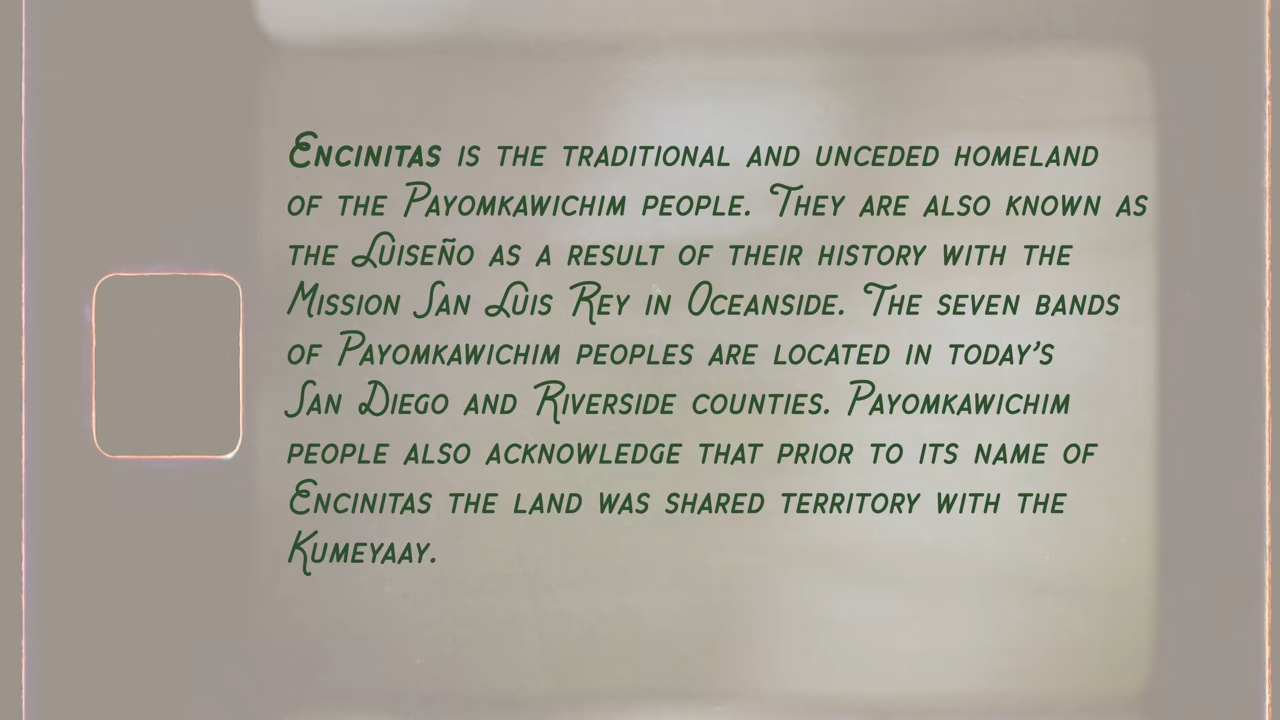 Encinitas is the traditional and unceded homeland
of the Payomkawichim people. They are also known as
the Luiseño as a result of their history with the
Mission San Luis Rey in Oceanside. The seven bands
of Payomkawichim peoples are located in today's
San Diego and Riverside counties. Payomkawichim
people also acknowledge that prior to its name of
Encinitas the land was shared territory with the
Kumeyaay.